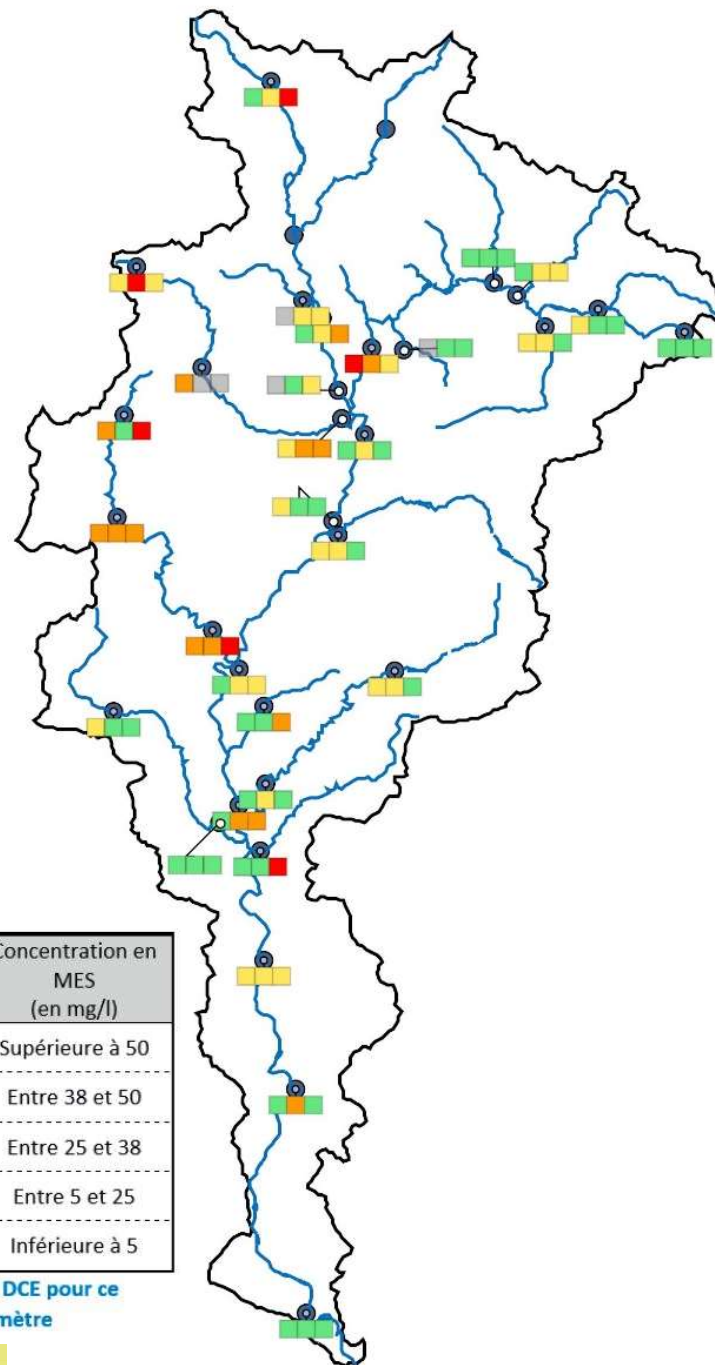 Concentration en
MES
(en mg/l)
Supérieure à 50
Entre 38 et 50
Entre 25 et 38
Entre 5 et 25
Inférieure à 5
DCE pour ce
mètre